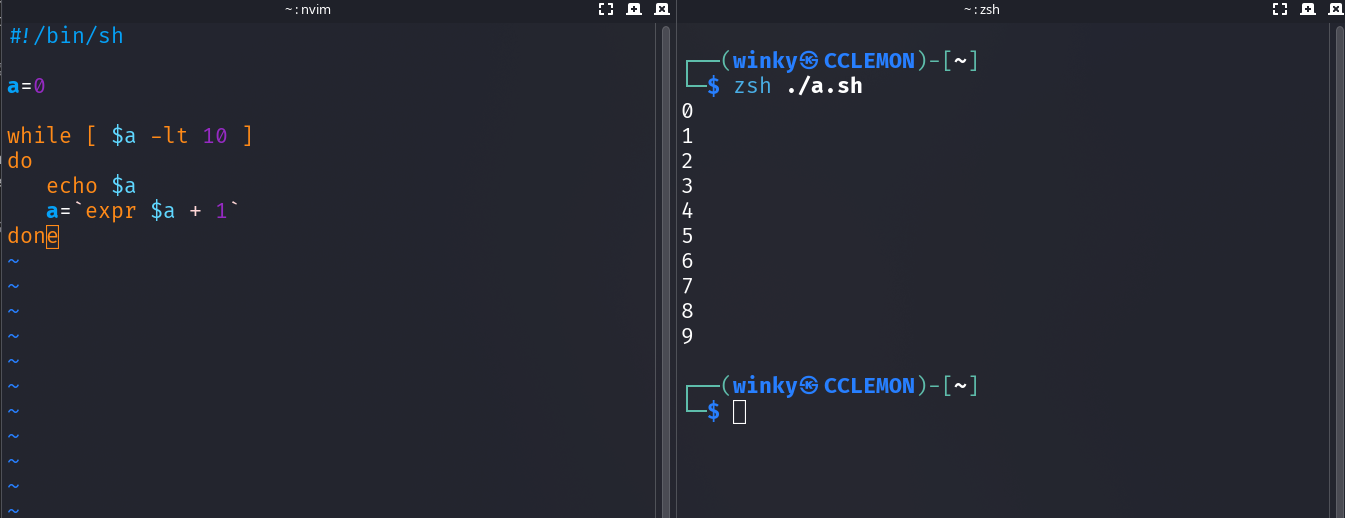 ~ : nvim
#!/bin/sh
a=0
while [ $a -lt 10 ]
do
   echo $a
   a=`expr $a + 1`
done
~
~
~
~
~
~
~
~
~
~
~
~ : zsh
┌──(winky㉿CCLEMON)-[~]
└─$ zsh ./a.sh
0
1
2
3
4
5
6
7
8
9
┌──(winky㉿CCLEMON)-[~]
└─$